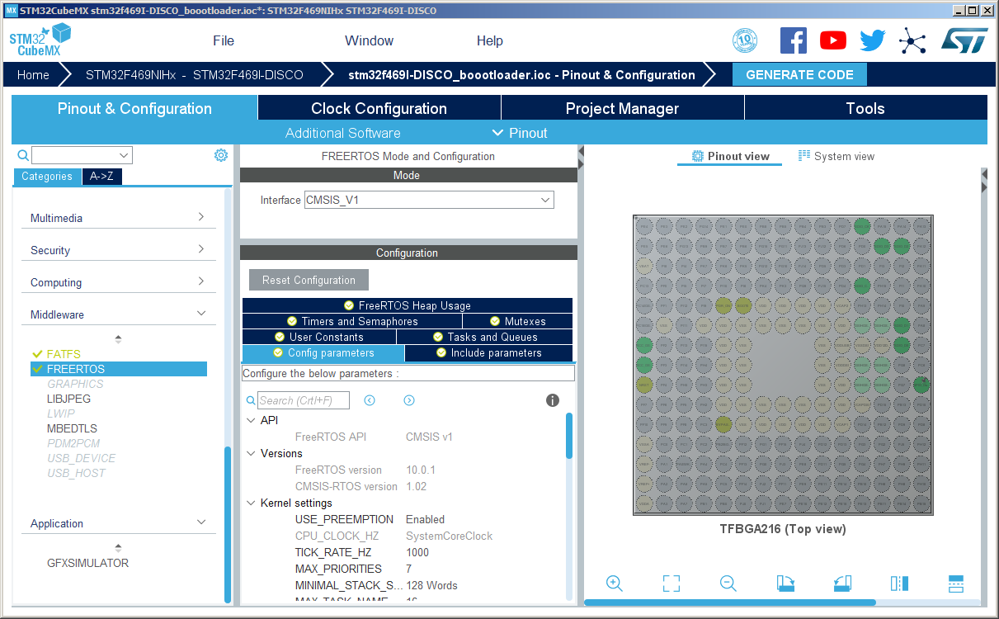 MX STM32CubeMX stm32f469I-DISCO_boootloader.ioc*: STM32F469NIHx STM32F469I-DISCO
STM32
CubeMX
File Window Help
10
ST
Home STM32F469NIHx - STM32F469I-DISCO stm32f469I-DISCO_boootloader.ioc - Pinout & Configuration GENERATE CODE
Pinout & Configuration Clock Configuration Project Manager Tools
Additional Software Pinout
Categories A->Z
Multimedia
Security
Computing
Middleware
FATFS
FREERTOS
GRAPHICS
LIBJPEG
LWIP
MBEDTLS
PDM2PCM
USB_DEVICE
USB_HOST
Application
GFXSIMULATOR
FREERTOS Mode and Configuration
Mode
Interface CMSIS_V1
Configuration
Reset Configuration
FreeRTOS Heap Usage
Timers and Semaphores Mutexes
User Constants Tasks and Queues
Config parameters Include parameters
Configure the below parameters :
Search (Crtl+F)
API
FreeRTOS API CMSIS v1
Versions
FreeRTOS version 10.0.1
CMSIS-RTOS version 1.02
Kernel settings
USE_PREEMPTION Enabled
CPU_CLOCK_HZ SystemCoreClock
TICK_RATE_HZ 1000
MAX_PRIORITIES 7
MINIMAL_STACK_S... 128 Words
MAX_TASK_NAME 16
Pinout view System view
TFBGA216 (Top view)